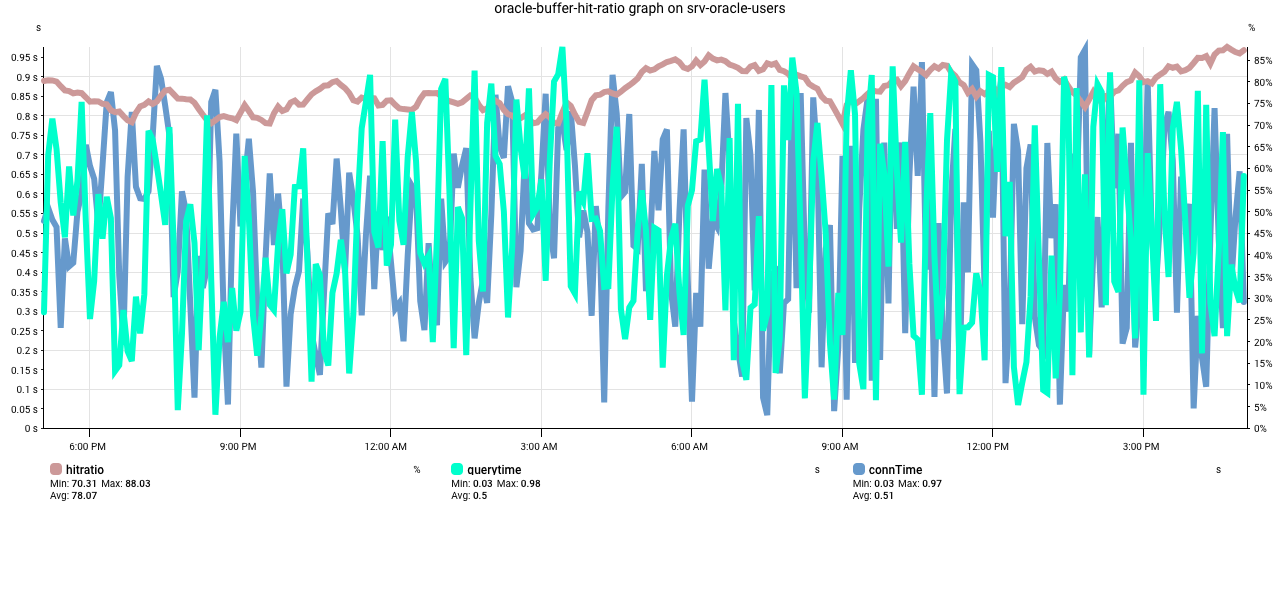 oracle-buffer-hit-ratio graph on srv-oracle-users
s %
0.95 s 85%
0.9 s 80%
0.85 s 75%
0.8 s 70%
0.75 s 65%
0.7 s 60%
0.65 s 55%
0.6 s 50%
0.55 s 45%
0.5 s 40%
0.45 s 35%
0.4 s 30%
0.35 s 25%
0.3 s 20%
0.25 s 15%
0.2 s 10%
0.15 s 5%
0.1 s 0%
0.05 s
0 s
6:00 PM 9:00 PM 12:00 AM 3:00 AM 6:00 AM 9:00 AM 12:00 PM 3:00 PM
hitratio % querytime s connTime s
Min: 70.31 Max: 88.03 Min: 0.03 Max: 0.98 Min: 0.03 Max: 0.97
Avg: 78.07 Avg: 0.5 Avg: 0.51